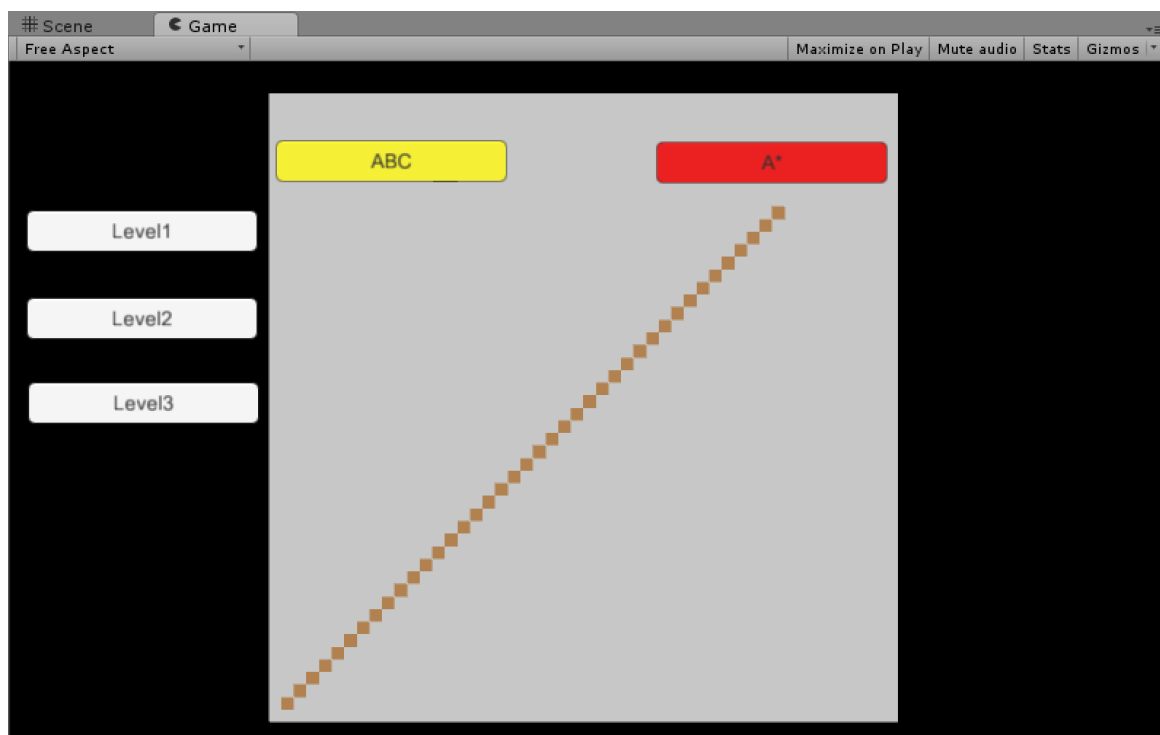 Scene Game
Free Aspect Maximize on Play Mute audio Stats Gizmos
ABC A*
Level1
Level2
Level3